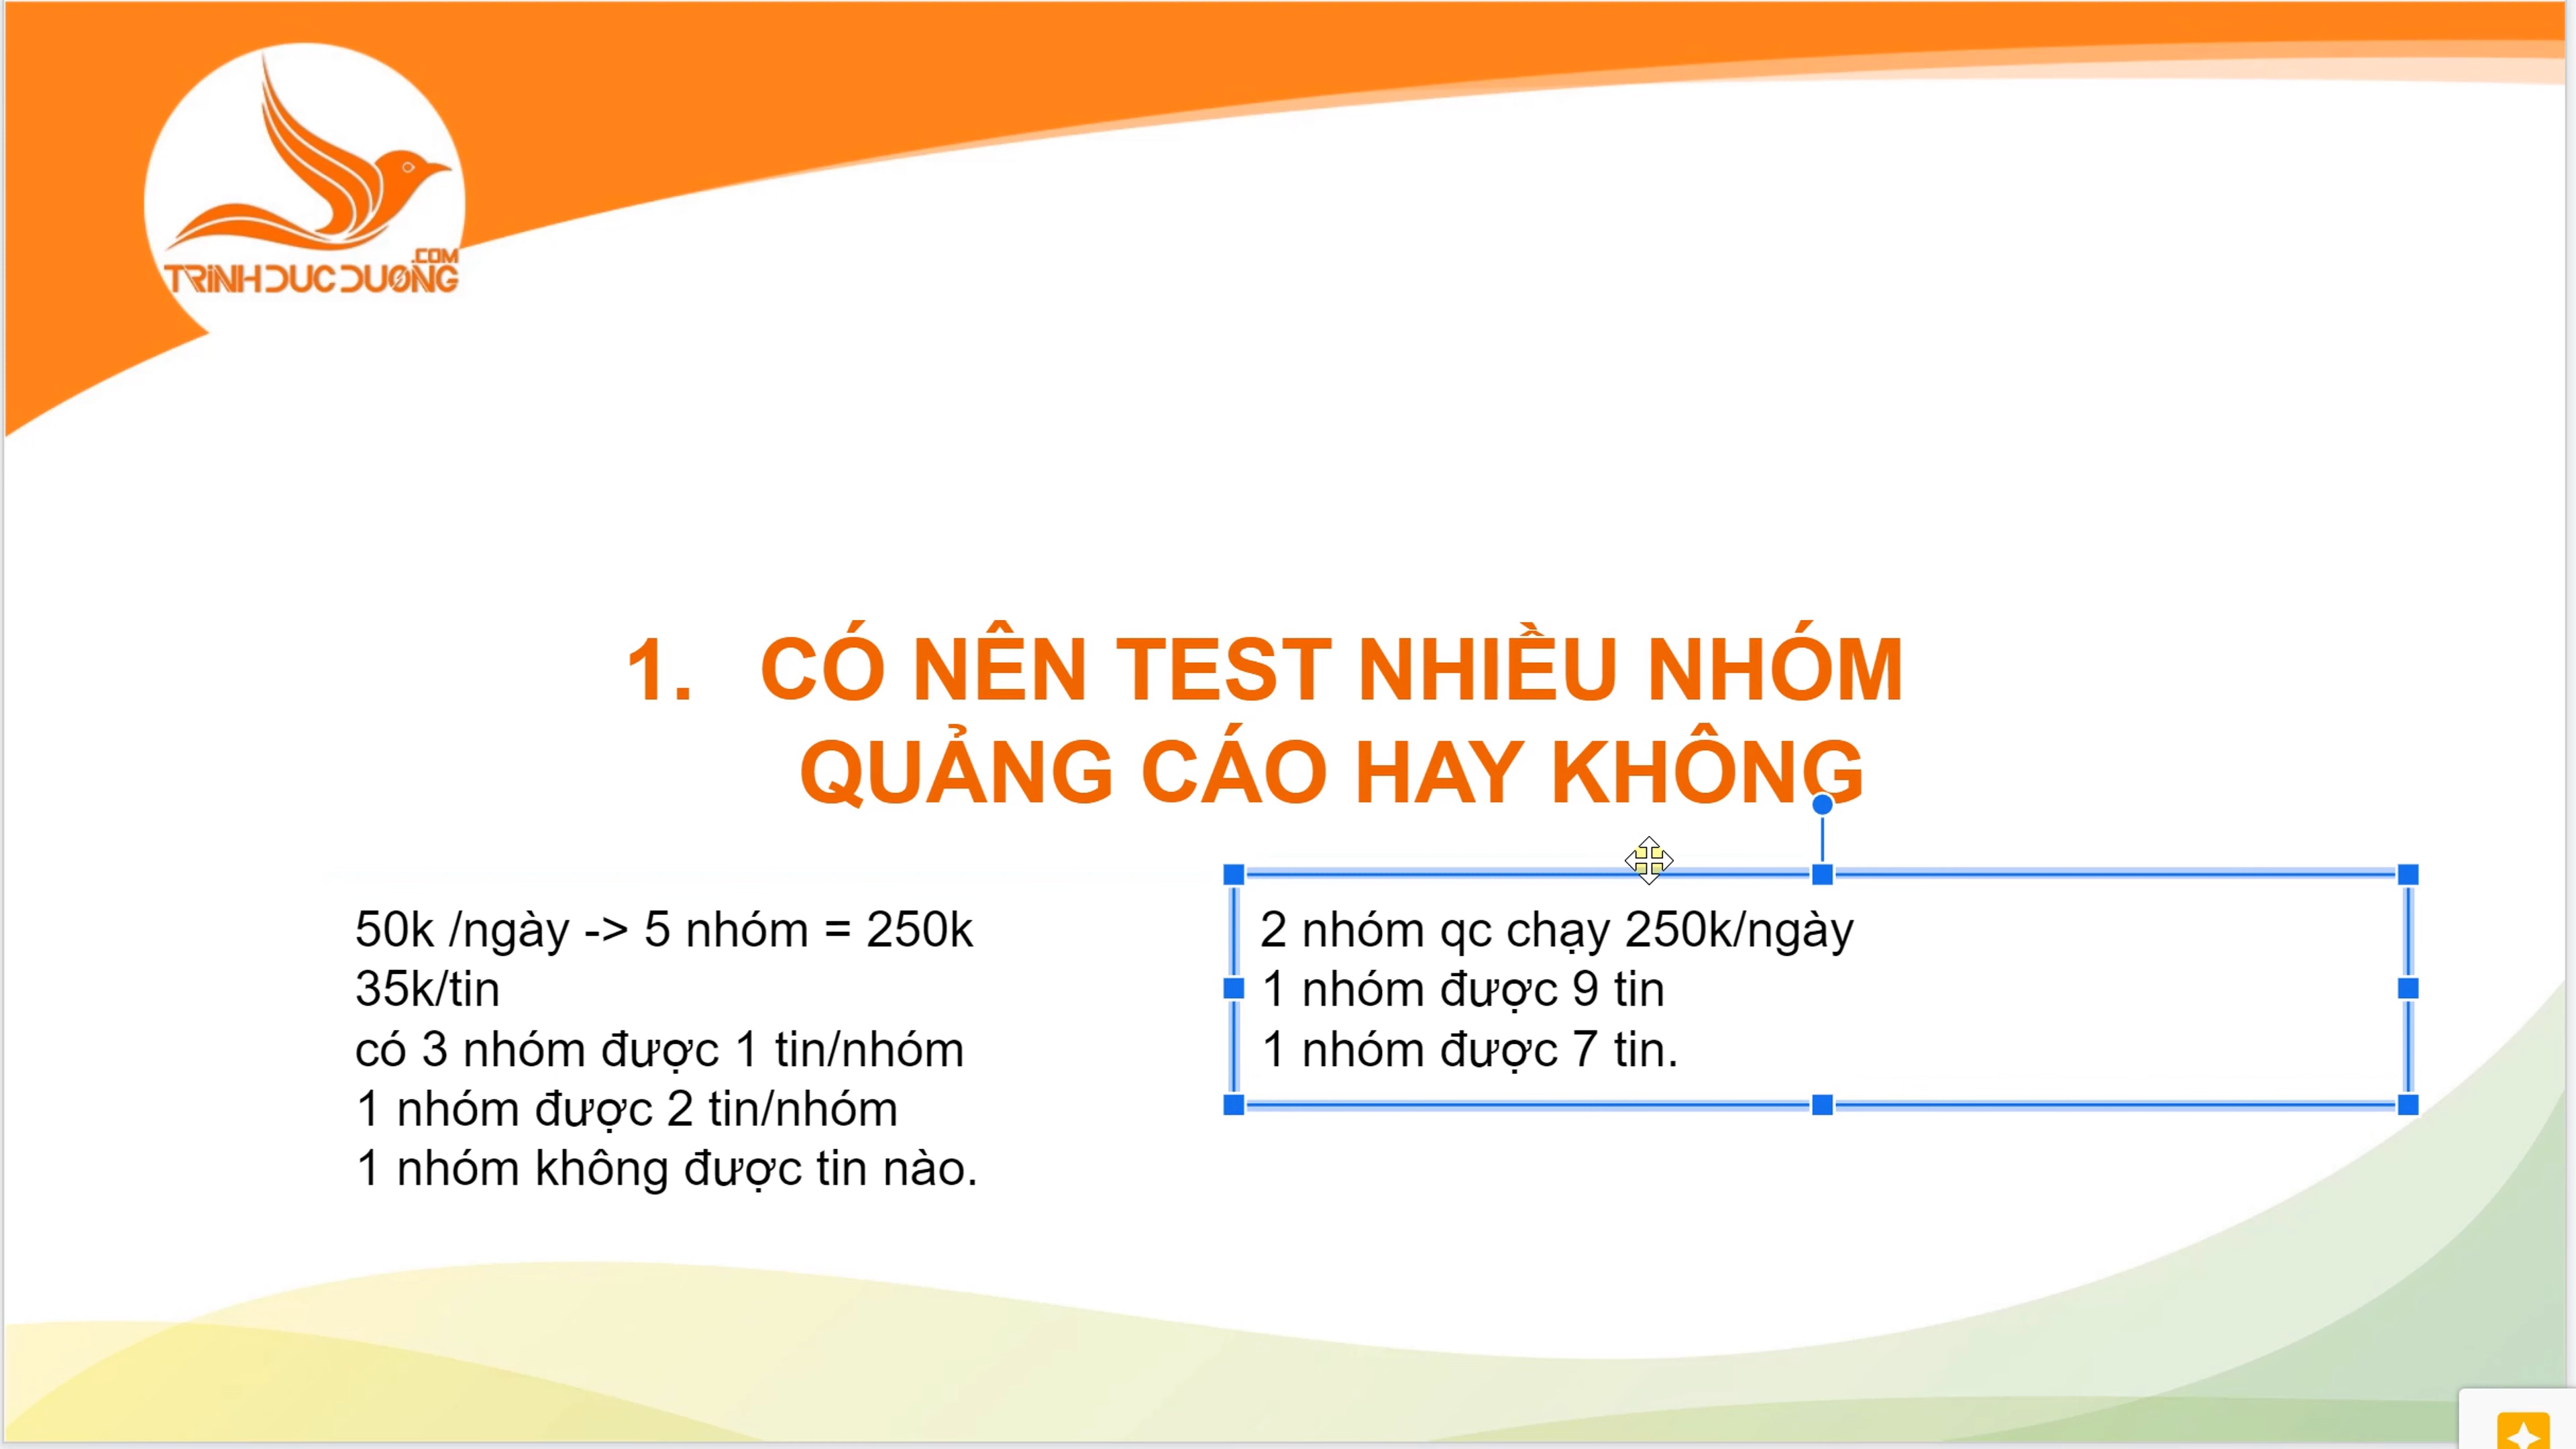 .COM
TRINHDUCDUONG
1. CÓ NÊN TEST NHIỀU NHÓM
QUẢNG CÁO HAY KHÔNG
50k /ngày -> 5 nhóm = 250k
35k/tin
có 3 nhóm được 1 tin/nhóm
1 nhóm được 2 tin/nhóm
1 nhóm không được tin nào.
2 nhóm qc chạy 250k/ngày
1 nhóm được 9 tin
1 nhóm được 7 tin.